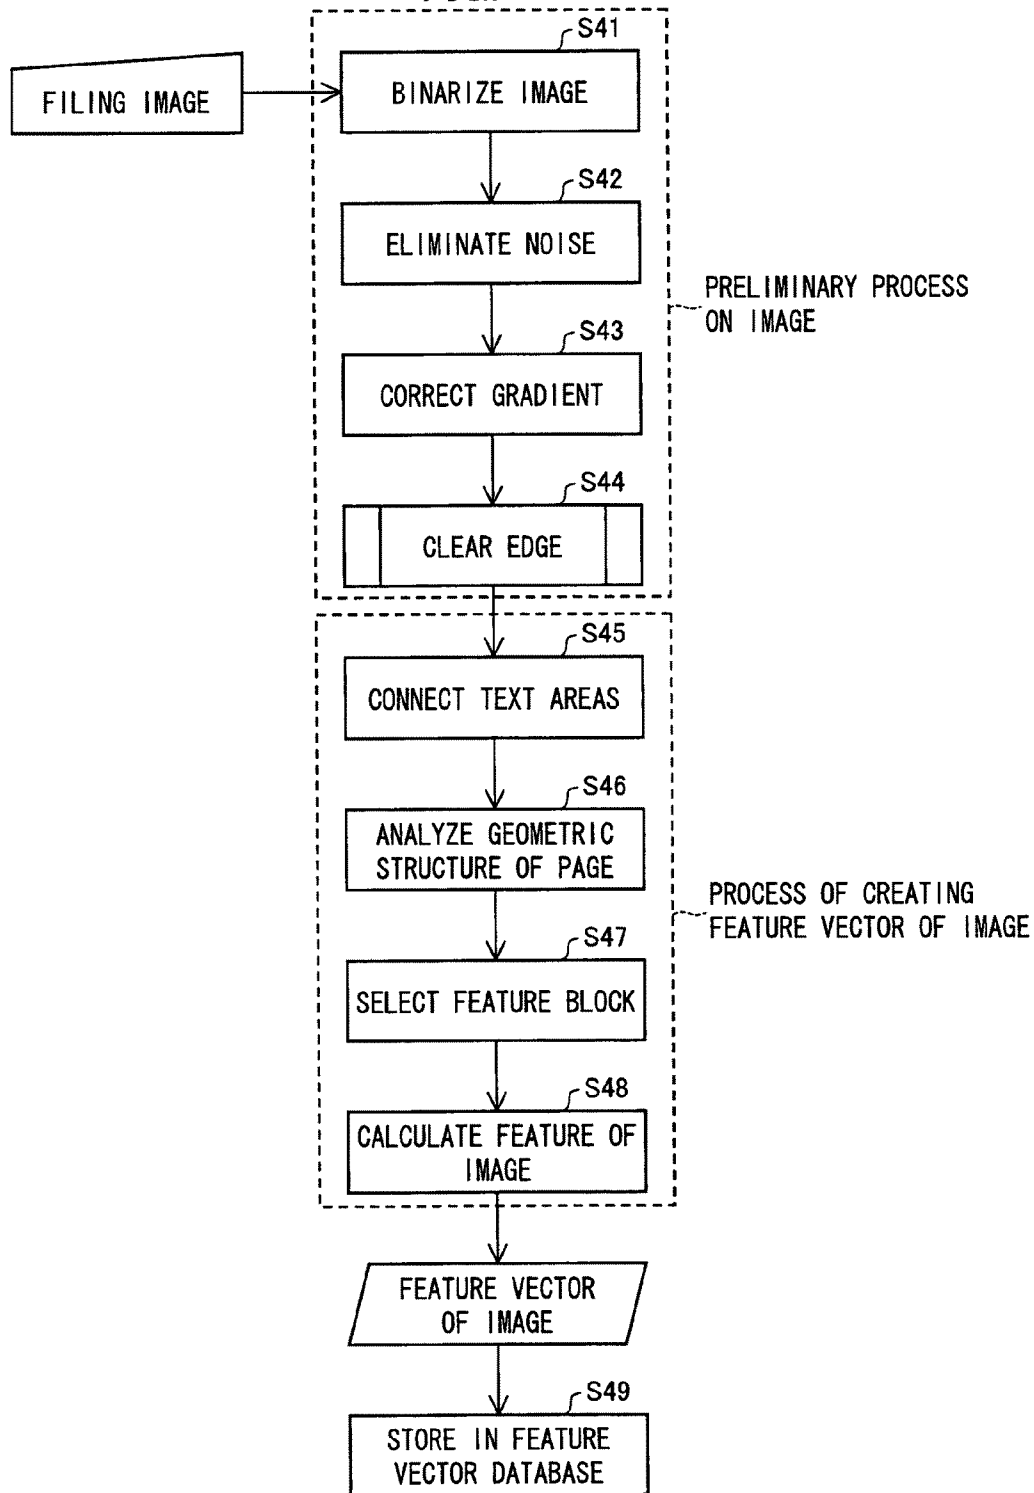 S41
FILING IMAGE
BINARIZE IMAGE
S42
ELIMINATE NOISE
PRELIMINARY PROCESS
ON IMAGE
S43
CORRECT GRADIENT
S44
CLEAR EDGE
S45
CONNECT TEXT AREAS
S46
ANALYZE GEOMETRIC
STRUCTURE OF PAGE
PROCESS OF CREATING
FEATURE VECTOR OF IMAGE
S47
SELECT FEATURE BLOCK
S48
CALCULATE FEATURE OF
IMAGE
FEATURE VECTOR
OF IMAGE
S49
STORE IN FEATURE
VECTOR DATABASE